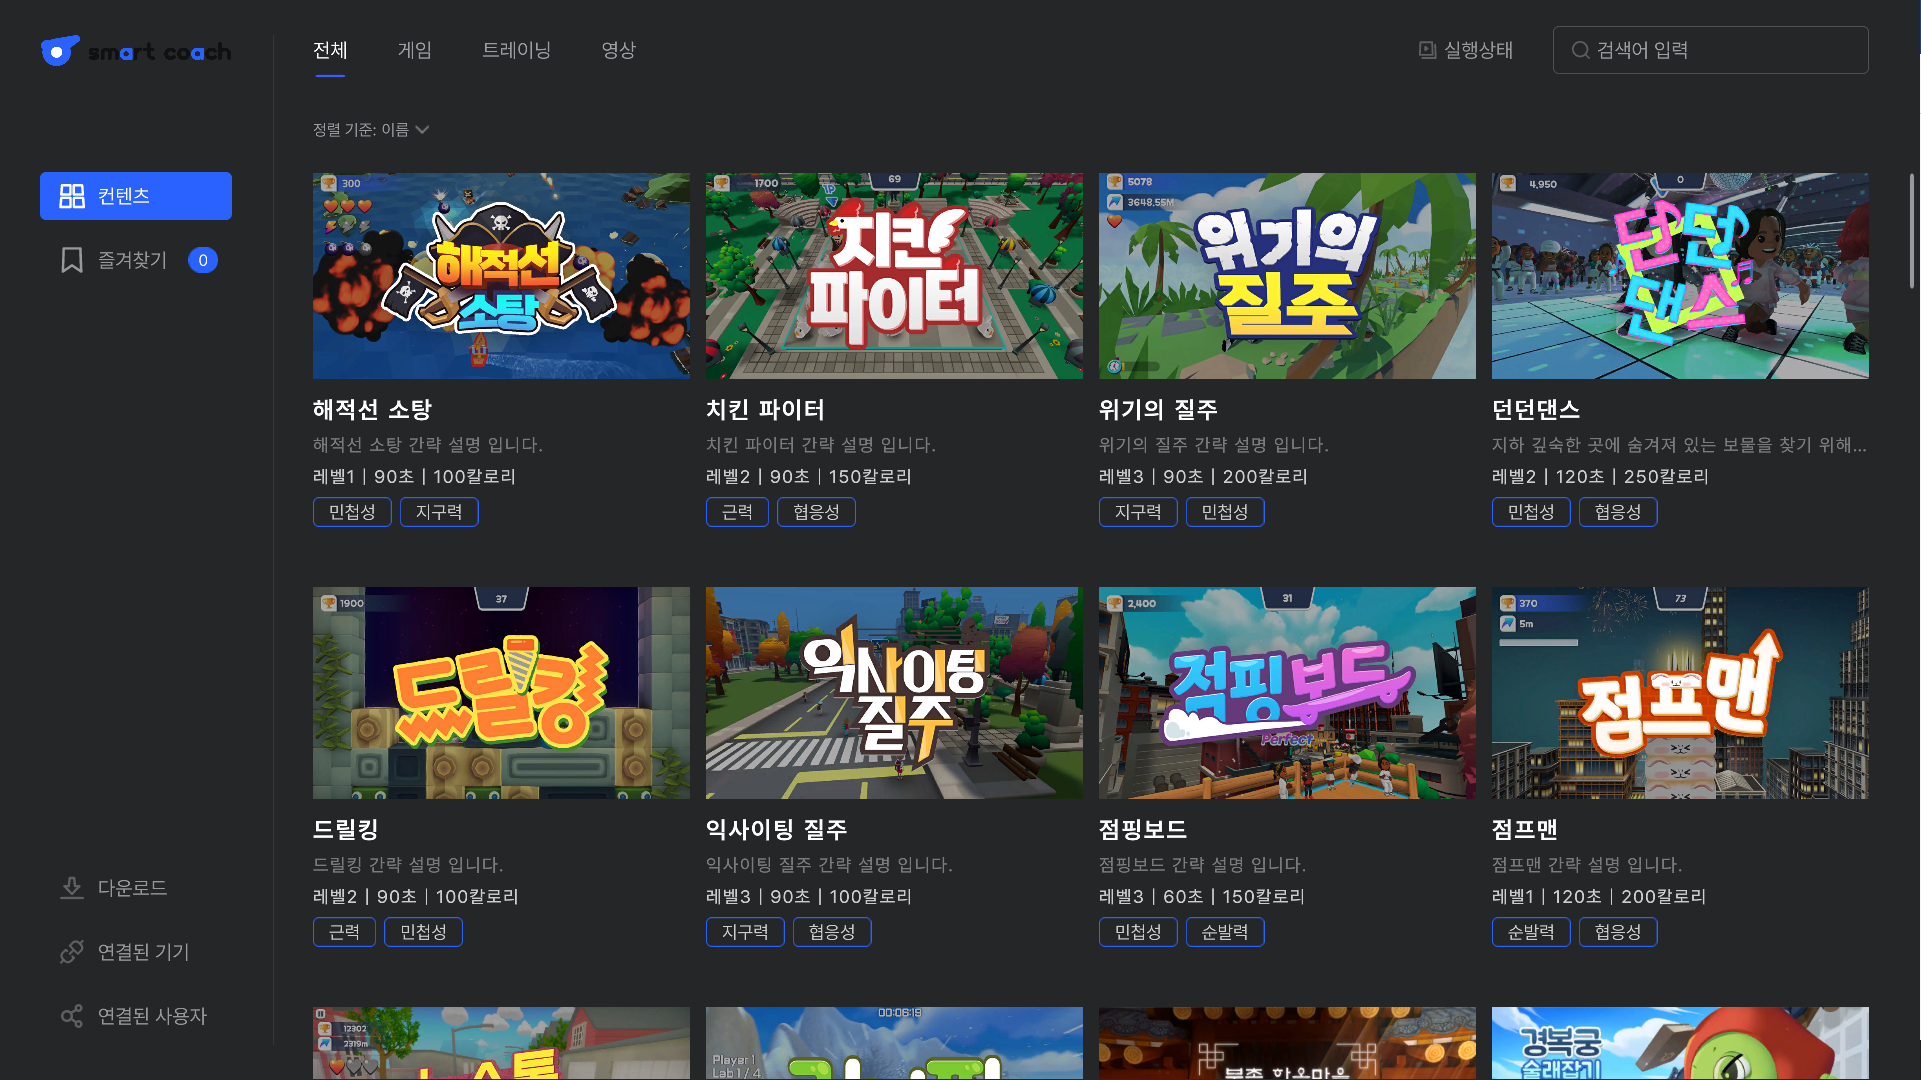 smart coach
전체
게임
트레이닝
영상
실행상태
검색어 입력
정렬 기준: 이름
컨텐츠
즐겨찾기 0
다운로드
연결된 기기
연결된 사용자
300
해적선
소탕
해적선 소탕
해적선 소탕 간략 설명 입니다.
레벨1 | 90초 | 100칼로리
민첩성 지구력
1700
69
1P
치킨
파이터
치킨 파이터
치킨 파이터 간략 설명 입니다.
레벨2 | 90초 | 150칼로리
근력 협응성
5078
3648.55M
위기의
질주
위기의 질주
위기의 질주 간략 설명 입니다.
레벨3 | 90초 | 200칼로리
지구력 민첩성
4,950
0
던던
댄스
던던댄스
지하 깊숙한 곳에 숨겨져 있는 보물을 찾기 위해...
레벨2 | 120초 | 250칼로리
민첩성 협응성
1900
37
드릴킹
드릴킹
드릴킹 간략 설명 입니다.
레벨2 | 90초 | 100칼로리
근력 민첩성
익사이팅
질주
익사이팅 질주
익사이팅 질주 간략 설명 입니다.
레벨3 | 90초 | 100칼로리
지구력 협응성
2,400
31
점핑보드
Perfect
점핑보드
점핑보드 간략 설명 입니다.
레벨3 | 60초 | 150칼로리
민첩성 순발력
370
5m
73
점프맨
점프맨
점프맨 간략 설명 입니다.
레벨1 | 120초 | 200칼로리
순발력 협응성
12302
2319m
00:06:19
Player 1
Lab 1 / 4
경복궁
술래잡기